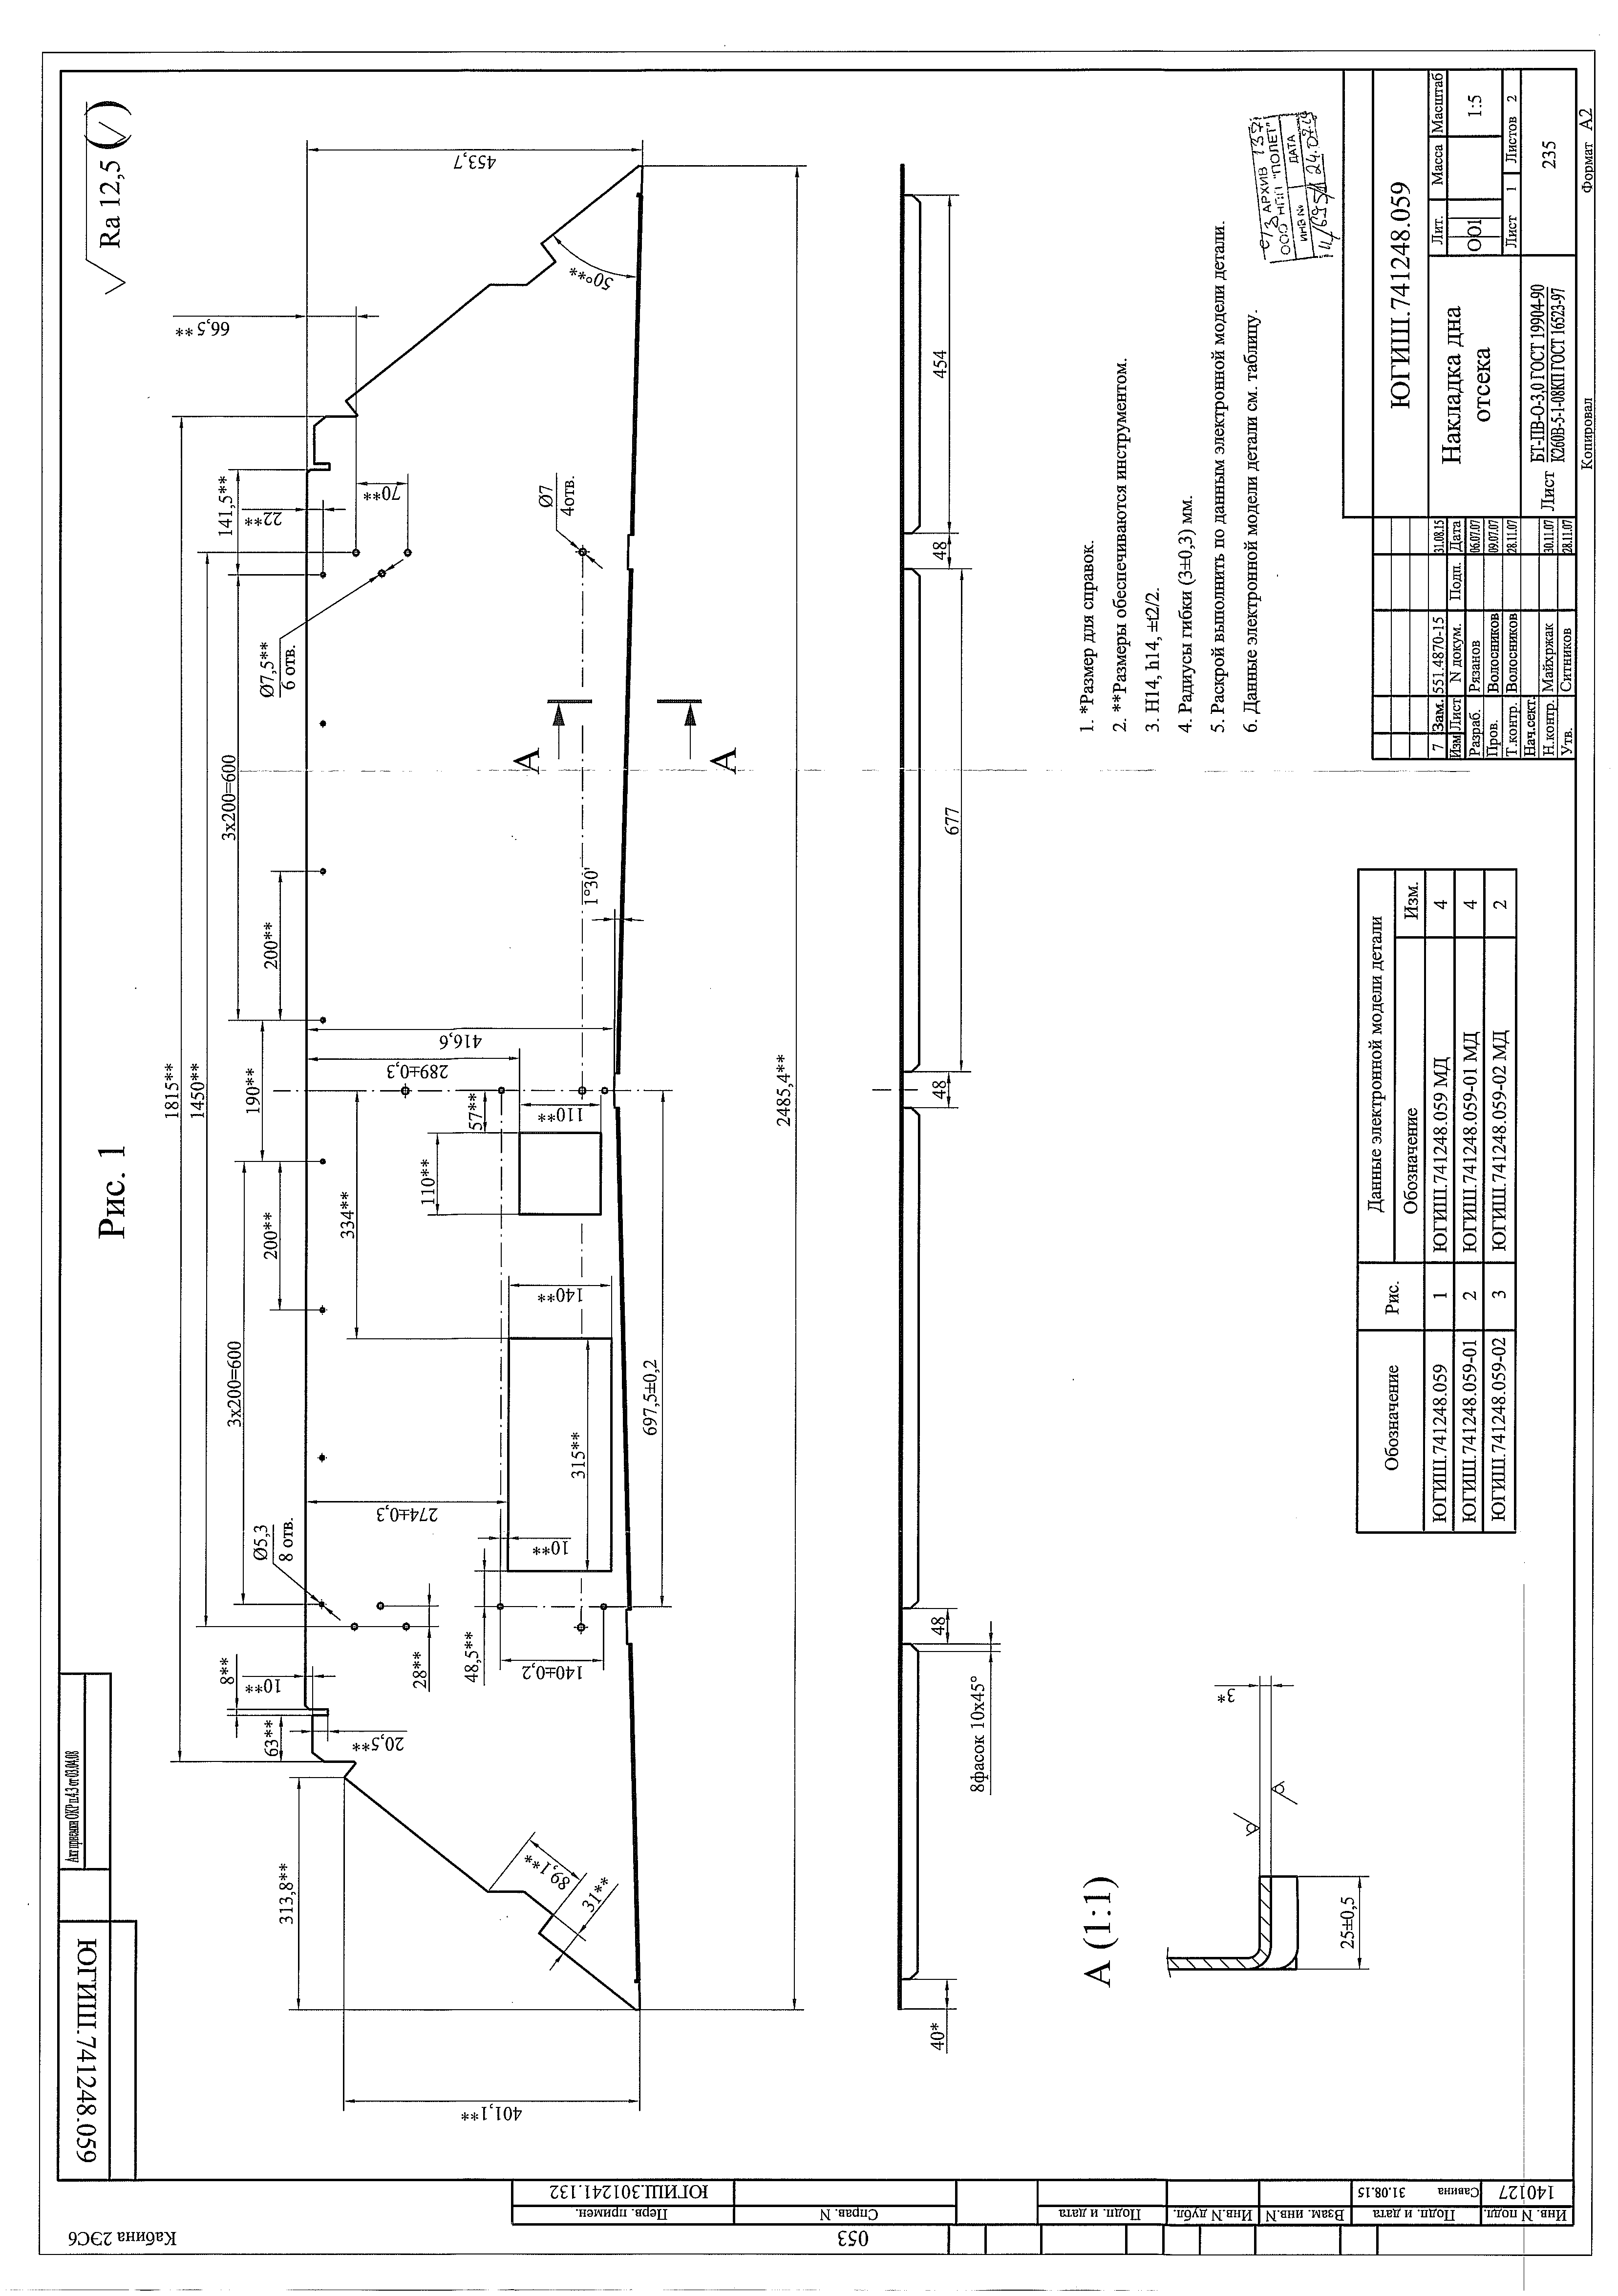 Кабина 2ЭС6
ЮГИШ.741248.059
Акт приемки ОКР п.4.3 от 03.04.08
Рис. 1
Ra 12,5 (√)
1815**
1450**
3x200=600
190**
3x200=600
141,5**
200**
200**
22**
66,5**
70**
453,7
50°**
Ø7,5**
6 отв.
Ø7
4отв.
Ø5,3
8 отв.
8**
10**
63**
20,5**
313,8**
401,1**
89,1**
31**
28**
48,5**
140±0,2
10**
274±0,3
315**
140**
334**
110**
110**
57**
289±0,3
416,6
1°30'
697,5±0,2
2485,4**
А
А
40*
48
48
677
48
454
8фасок 10x45°
А (1:1)
3*
25±0,5
1. *Размер для справок.
2. **Размеры обеспечиваются инструментом.
3. H14, h14, ±t2/2.
4. Радиусы гибки (3±0,3) мм.
5. Раскрой выполнить по данным электронной модели детали.
6. Данные электронной модели детали см. таблицу.
АРХИВ
ООО НПП "ПОЛЕТ"
ИНВ № ДАТА
24.07.19
Обозначение Рис. Данные электронной модели детали
Обозначение Изм.
ЮГИШ.741248.059 1 ЮГИШ.741248.059 МД 4
ЮГИШ.741248.059-01 2 ЮГИШ.741248.059-01 МД 4
ЮГИШ.741248.059-02 3 ЮГИШ.741248.059-02 МД 2
ЮГИШ.741248.059
7 Зам. 551.4870-15 31.08.15
Изм Лист N докум. Подп. Дата
Разраб. Рязанов 06.07.07
Пров. Волосников 09.07.07
Т.контр. Волосников 28.11.07
Нач.сект.
Н.контр. Майхржак 30.11.07
Утв. Ситников 28.11.07
Накладка дна
отсека
Лит. Масса Масштаб
О01 1:5
Лист 1 Листов 2
Лист БТ-ПВ-О-3,0 ГОСТ 19904-90
К260В-5-1-08КП ГОСТ 16523-97
235
Копировал
Формат А2
Перв. примен.
ЮГИШ.301241.132
Справ. N
053
Подп. и дата
Инв.N дубл.
Взам. инв.N
Подп. и дата
Савина 31.08.15
Инв. N подл.
140127